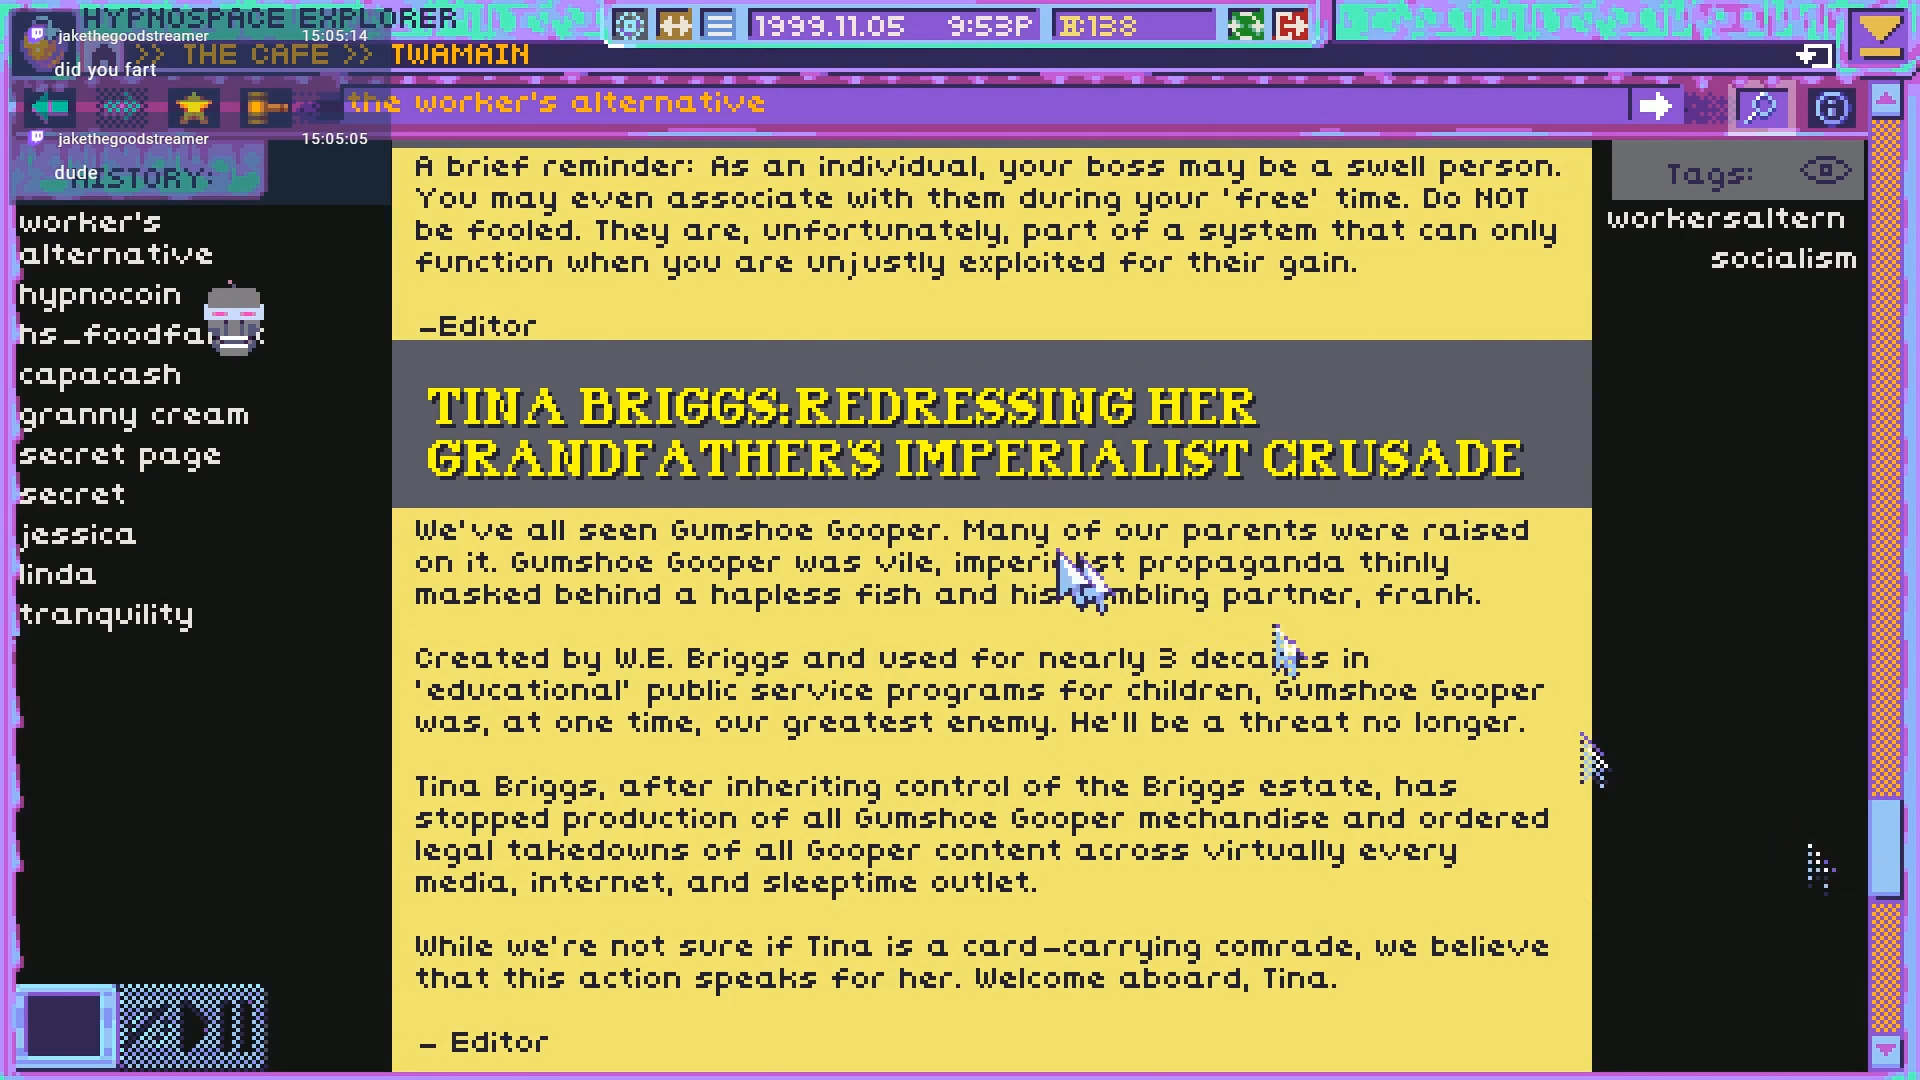 HYPNOSPACE EXPLORER
jakethegoodstreamer 15:05:14
did you fart
1999.11.05 9:53P 138
>> THE CAFE >> TWAMAIN
the worker's alternative
jakethegoodstreamer 15:05:05
dude
HISTORY:
worker's
alternative
hypnocoin
capacash
granny cream
secret page
secret
jessica
linda
tranquility
A brief reminder: As an individual, your boss may be a swell person.
You may even associate with them during your 'free' time. Do NOT
be fooled. They are, unfortunately, part of a system that can only
function when you are unjustly exploited for their gain.
-Editor
TINA BRIGGS:REDRESSING HER
GRANDFATHER'S IMPERIALIST CRUSADE
We've all seen Gumshoe Gooper. Many of our parents were raised
on it. Gumshoe Gooper was vile, imperialist propaganda thinly
masked behind a hapless fish and his partner, frank.
Created by W.E. Briggs and used for nearly 3 decades in
'educational' public service programs for children, Gumshoe Gooper
was, at one time, our greatest enemy. He'll be a threat no longer.
Tina Briggs, after inheriting control of the Briggs estate, has
stopped production of all Gumshoe Gooper mechandise and ordered
legal takedowns of all Gooper content across virtually every
media, internet, and sleeptime outlet.
While we're not sure if Tina is a card-carrying comrade, we believe
that this action speaks for her. Welcome aboard, Tina.
- Editor
Tags:
workersaltern
socialism